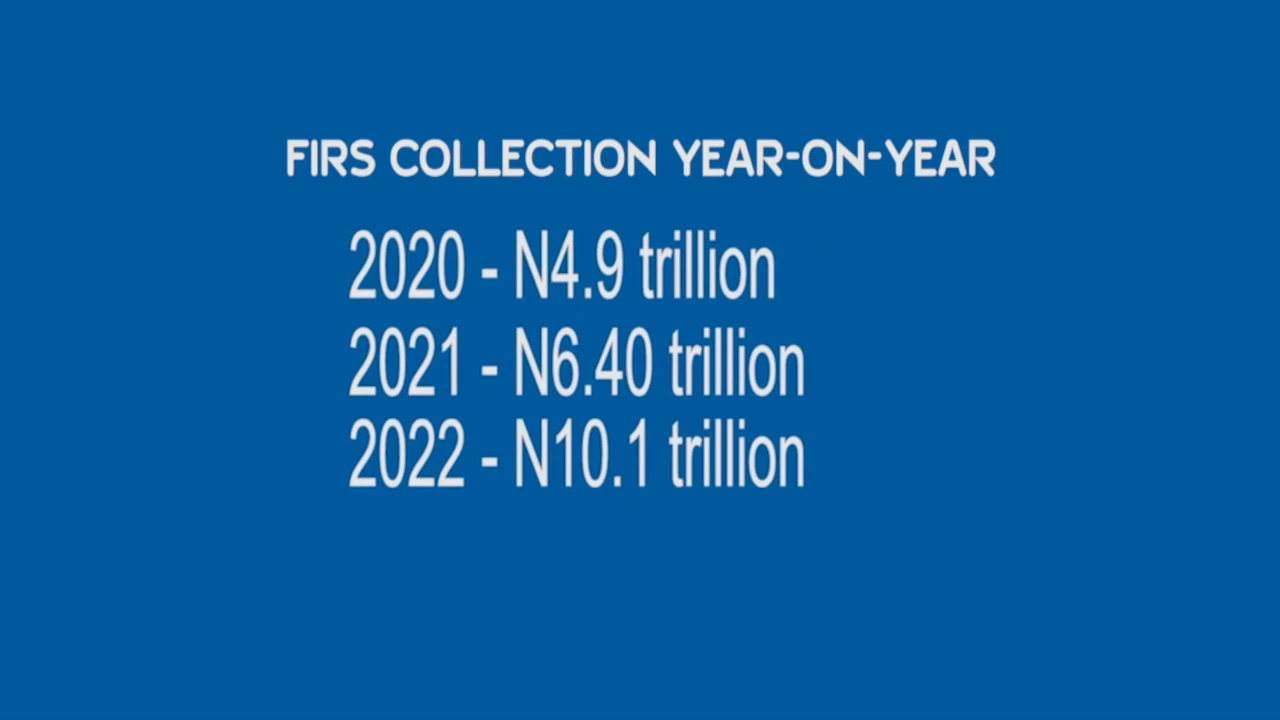 FIRS COLLECTION YEAR-ON-YEAR
2020 - N4.9 trillion
2021 - N6.40 trillion
2022 - N10.1 trillion